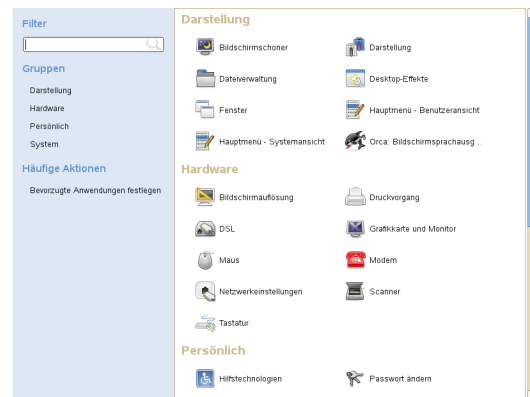 Filter
Gruppen
Darstellung
Hardware
Persönlich
System
Häufige Aktionen
Bevorzugte Anwendungen festlegen
Darstellung
Bildschirmschoner
Darstellung
Dateiverwaltung
Desktop-Effekte
Fenster
Hauptmenü - Benutzeransicht
Hauptmenü - Systemansicht
Orca: Bildschirmsprachausg...
Hardware
Bildschirmauflösung
Druckvorgang
DSL
Grafikkarte und Monitor
Maus
Modem
Netzwerkeinstellungen
Scanner
Tastatur
Persönlich
Hilfstechnologien
Passwort ändern